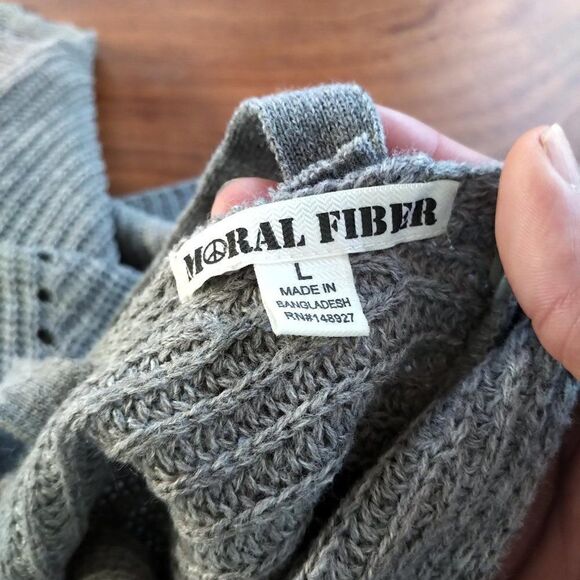 MORAL FIBER
L
MADE IN
BANGLADESH
RN#148927